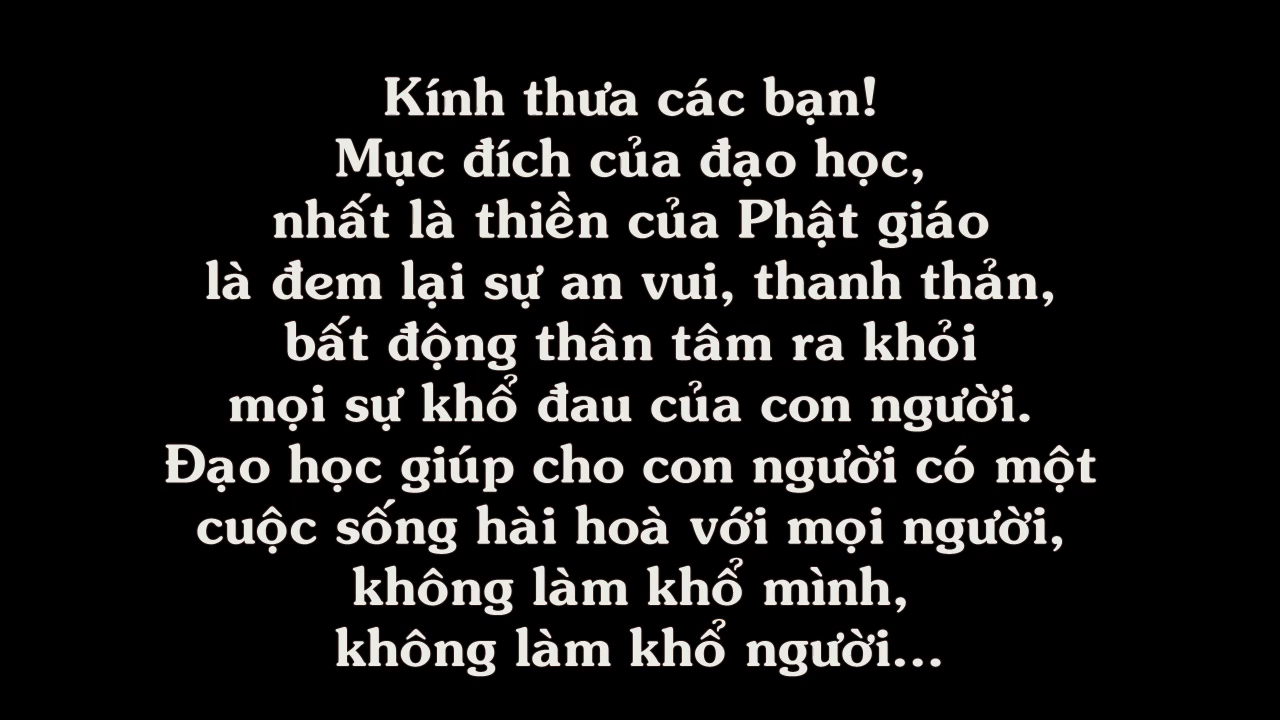 Kính thưa các bạn!
Mục đích của đạo học,
nhất là thiền của Phật giáo
là đem lại sự an vui, thanh thản,
bất động thân tâm ra khỏi
mọi sự khổ đau của con người.
Đạo học giúp cho con người có một
cuộc sống hài hoà với mọi người,
không làm khổ mình,
không làm khổ người...